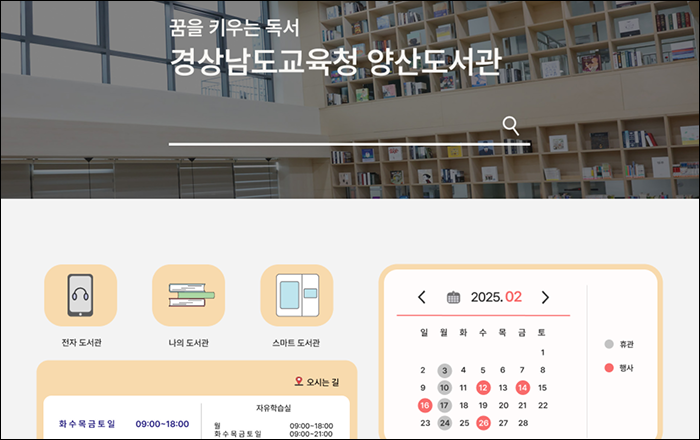 꿈을 키우는 독서
경상남도교육청 양산도서관
전자 도서관
나의 도서관
스마트 도서관
오시는 길
화 수 목 금 토 일 09:00~18:00
자유학습실
월 09:00~18:00
화 수 목 금 토 일 09:00~21:00
2025. 02
일 월 화 수 목 금 토
1
2 3 4 5 6 7 8
9 10 11 12 13 14 15
16 17 18 19 20 21 22
23 24 25 26 27 28
휴관
행사